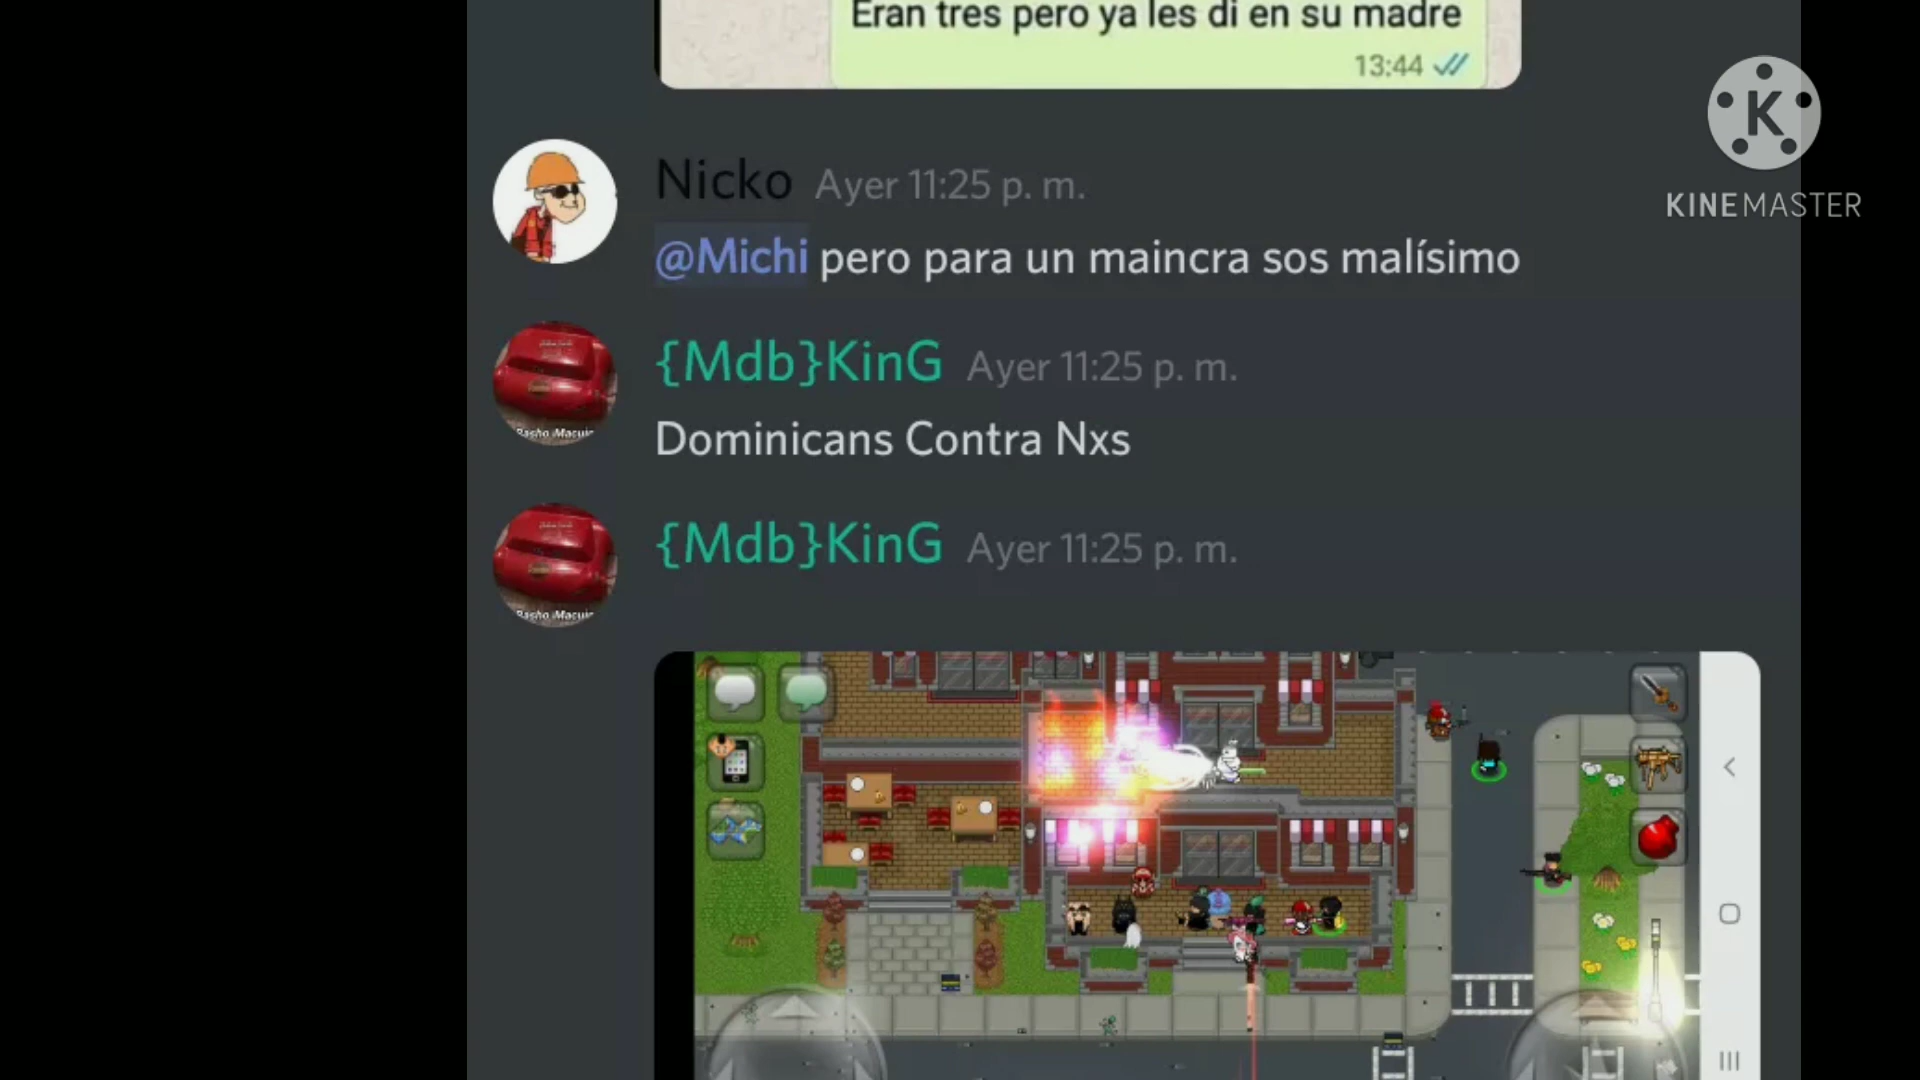 Eran tres pero ya les di en su madre
13:44
Nicko Ayer 11:25 p. m.
@Michi pero para un maincra sos malísimo
{Mdb}KinG Ayer 11:25 p. m.
Dominicans Contra Nxs
{Mdb}KinG Ayer 11:25 p. m.
K
KINEMASTER